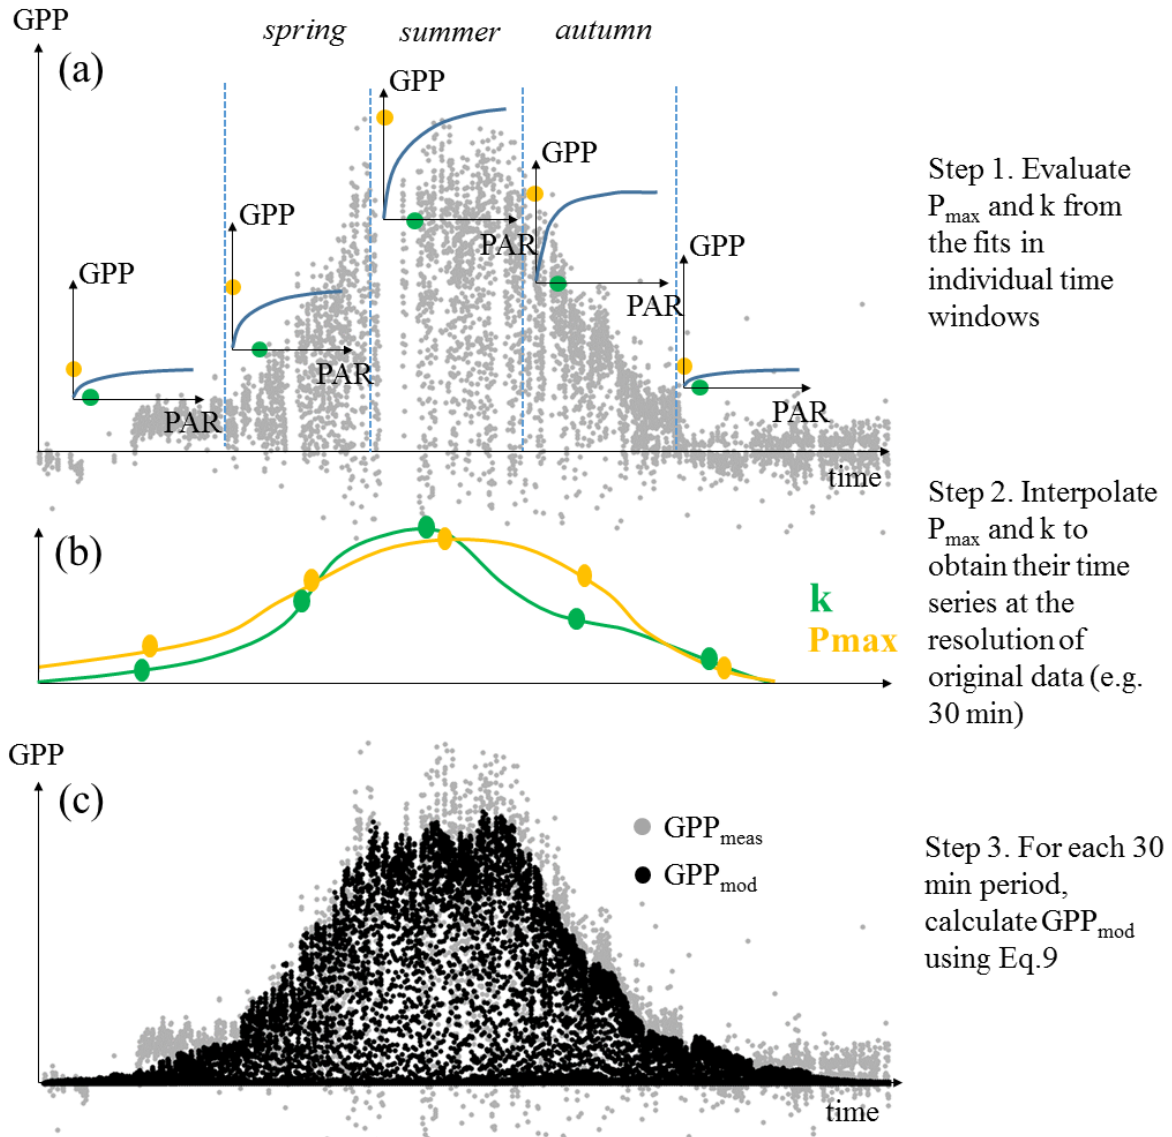 GPP
spring summer autumn
(a)
GPP
PAR
GPP
PAR
GPP
PAR
GPP
PAR
GPP
PAR
time
Step 1. Evaluate
Pmax and k from
the fits in
individual time
windows
(b)
k
Pmax
Step 2. Interpolate
Pmax and k to
obtain their time
series at the
resolution of
original data (e.g.
30 min)
GPP
(c)
GPPmeas
GPPmod
time
Step 3. For each 30
min period,
calculate GPPmod
using Eq.9